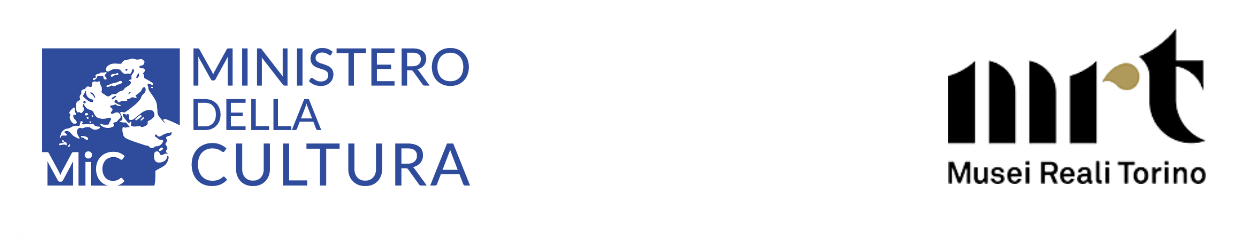 MiC
MINISTERO
DELLA
CULTURA
mrt
Musei Reali Torino